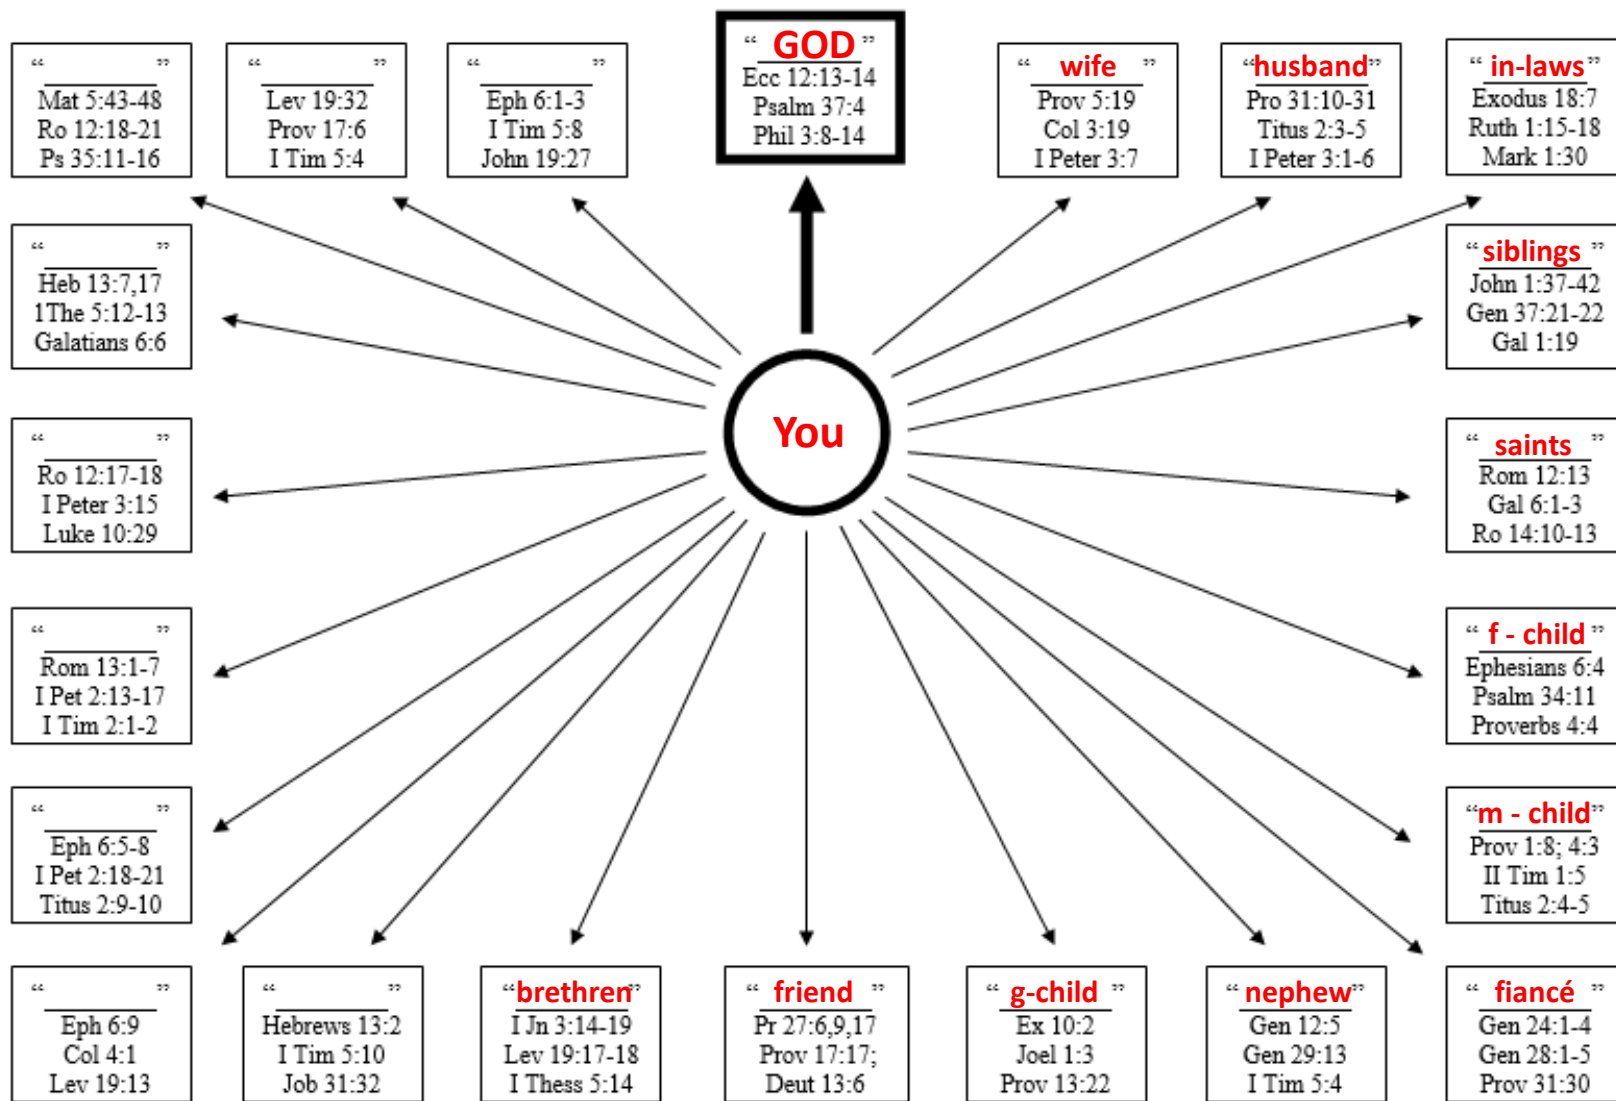 “ ”
Mat 5:43-48
Ro 12:18-21
Ps 35:11-16
“ ”
Lev 19:32
Prov 17:6
I Tim 5:4
“ ”
Eph 6:1-3
I Tim 5:8
John 19:27
“ GOD ”
Ecc 12:13-14
Psalm 37:4
Phil 3:8-14
“ wife ”
Prov 5:19
Col 3:19
I Peter 3:7
“husband”
Pro 31:10-31
Titus 2:3-5
I Peter 3:1-6
“ in-laws ”
Exodus 18:7
Ruth 1:15-18
Mark 1:30
“ ”
Heb 13:7,17
1The 5:12-13
Galatians 6:6
“siblings ”
John 1:37-42
Gen 37:21-22
Gal 1:19
You
“ ”
Ro 12:17-18
I Peter 3:15
Luke 10:29
“ saints ”
Rom 12:13
Gal 6:1-3
Ro 14:10-13
“ ”
Rom 13:1-7
I Pet 2:13-17
I Tim 2:1-2
“ f - child ”
Ephesians 6:4
Psalm 34:11
Proverbs 4:4
“ ”
Eph 6:5-8
I Pet 2:18-21
Titus 2:9-10
“m - child”
Prov 1:8; 4:3
II Tim 1:5
Titus 2:4-5
“ ”
Eph 6:9
Col 4:1
Lev 19:13
“ ”
Hebrews 13:2
I Tim 5:10
Job 31:32
“brethren”
I Jn 3:14-19
Lev 19:17-18
I Thess 5:14
“ friend ”
Pr 27:6,9,17
Prov 17:17;
Deut 13:6
“ g-child ”
Ex 10:2
Joel 1:3
Prov 13:22
“nephew”
Gen 12:5
Gen 29:13
I Tim 5:4
“ fiancé ”
Gen 24:1-4
Gen 28:1-5
Prov 31:30